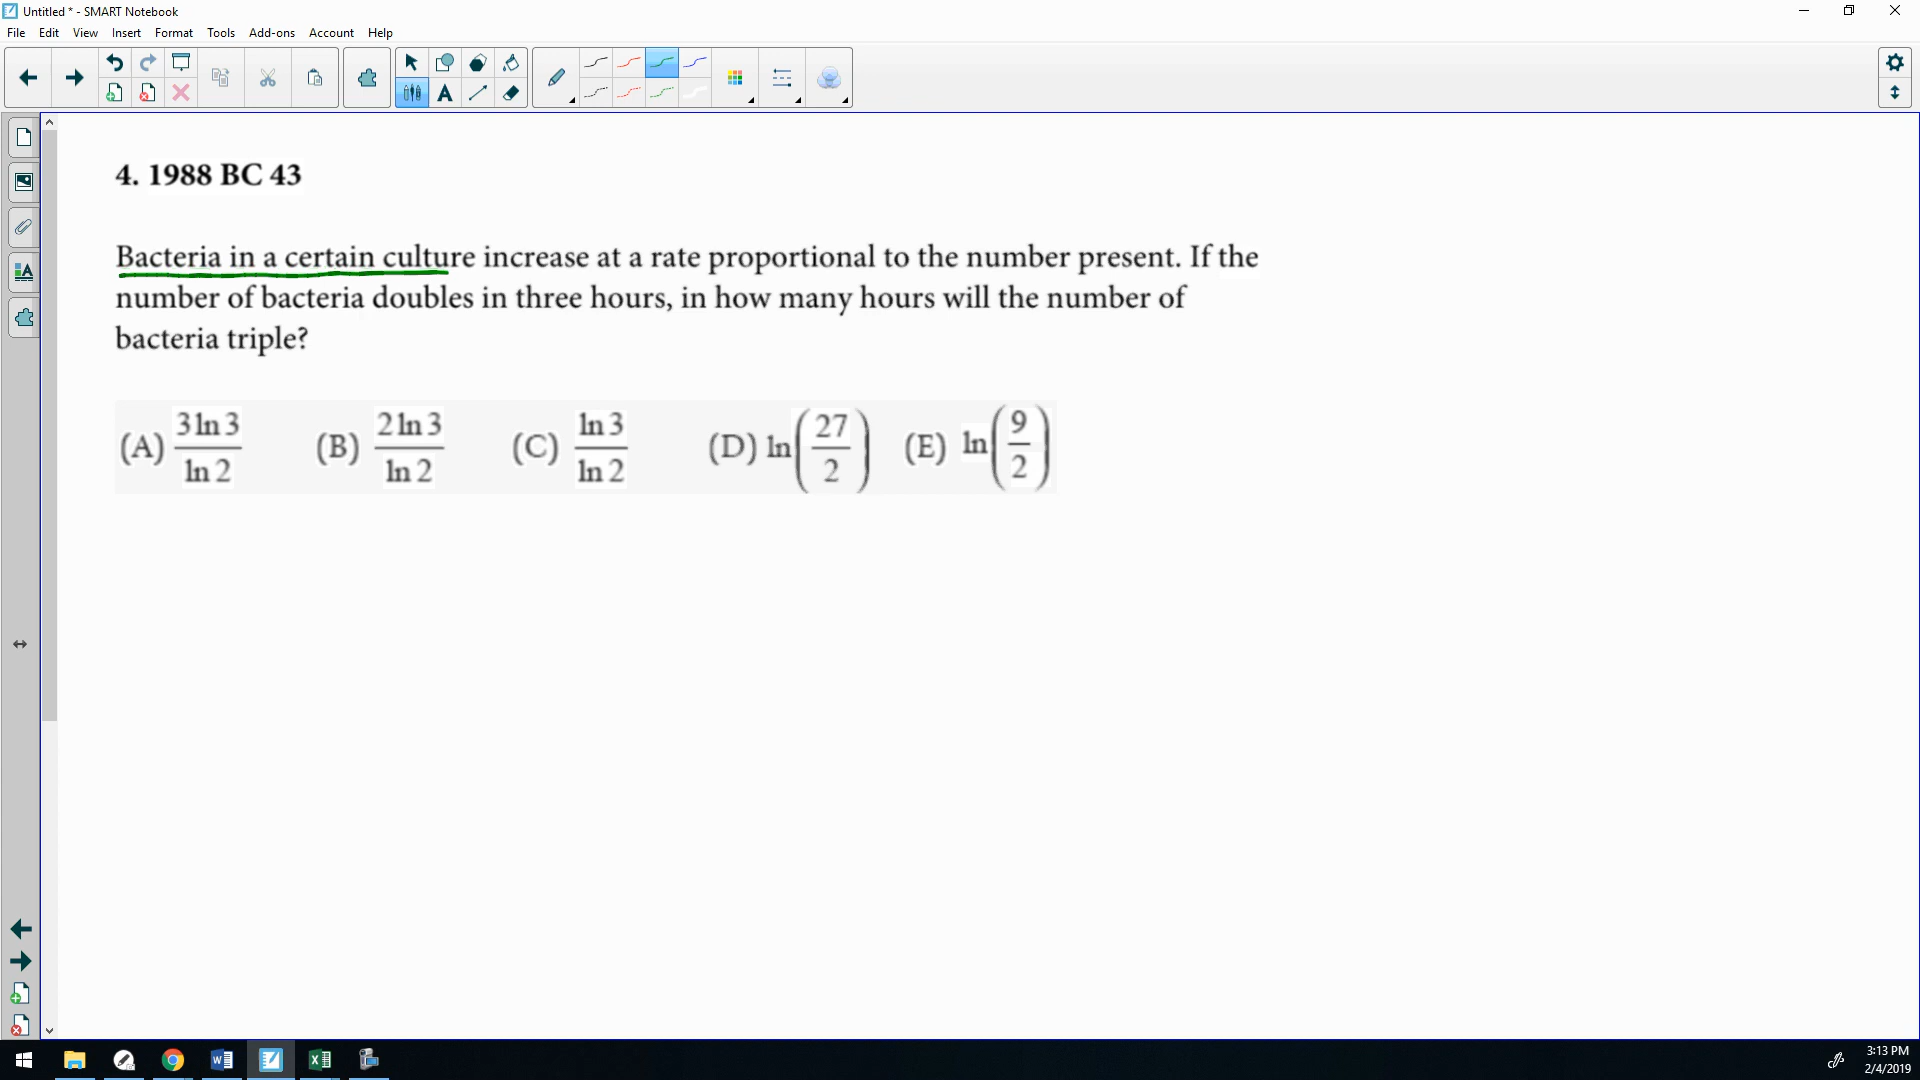 Untitled * - SMART Notebook
File Edit View Insert Format Tools Add-ons Account Help
4. 1988 BC 43
Bacteria in a certain culture increase at a rate proportional to the number present. If the
number of bacteria doubles in three hours, in how many hours will the number of
bacteria triple?
(A) 3 ln 3 / ln 2 (B) 2 ln 3 / ln 2 (C) ln 3 / ln 2 (D) ln(27/2) (E) ln(9/2)
3:13 PM
2/4/2019